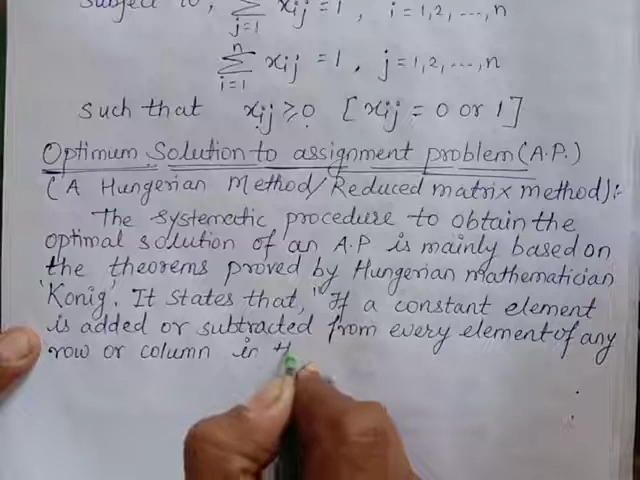 Subject to, ∑ j=1 xij = 1, i = 1, 2, ...., n
n ∑ i=1 xij = 1, j = 1, 2, ...., n
such that xij ≥ 0 [xij = 0 or 1]
Optimum Solution to assignment problem (A.P.)
(A Hungerian Method/Reduced matrix method):-
The systematic procedure to obtain the
optimal solution of an A.P is mainly based on
the theorems proved by Hungerian mathematician
'Konig'. It states that, "If a constant element
is added or subtracted from every element of any
row or column in